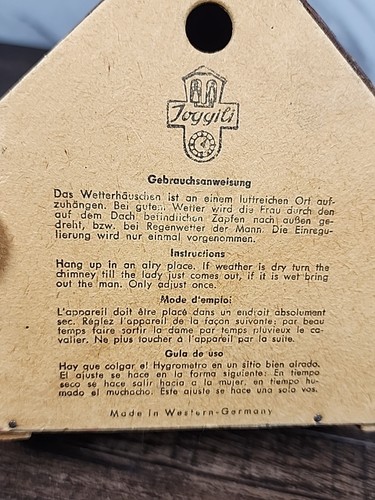 Joggili
Gebrauchsanweisung
Das Wetterhäuschen ist an einem luftreichen Ort auf-
zuhängen. Bei gutem Wetter wird die Frau durch den
auf dem Dach befindlichen Zapfen nach außen ge-
dreht, bzw. bei Regenwetter der Mann. Die Einregu-
lierung wird nur einmal vorgenommen.
Instructions
Hang up in an airy place. If weather is dry turn the
chimney till the lady just comes out, if it is wet bring
out the man. Only adjust once.
Mode d'emploi
L'appareil doit être placé dans un endroit absolument
sec. Réglez l'appareil de la façon suivante: par beau
temps faire sortir la dame par temps pluvieux le ca-
valier. Ne plus toucher à l'appareil par la suite.
Guia de uso
Hay que colgar el Hygrometro en un sitio bien airado.
El ajuste se hace en la forma siguiente: En tiempo
seco se hace salir hacia a la mujer, en tiempo hu-
mado el muchacho. Este ajuste se hace una sola vos.
Made in Western-Germany